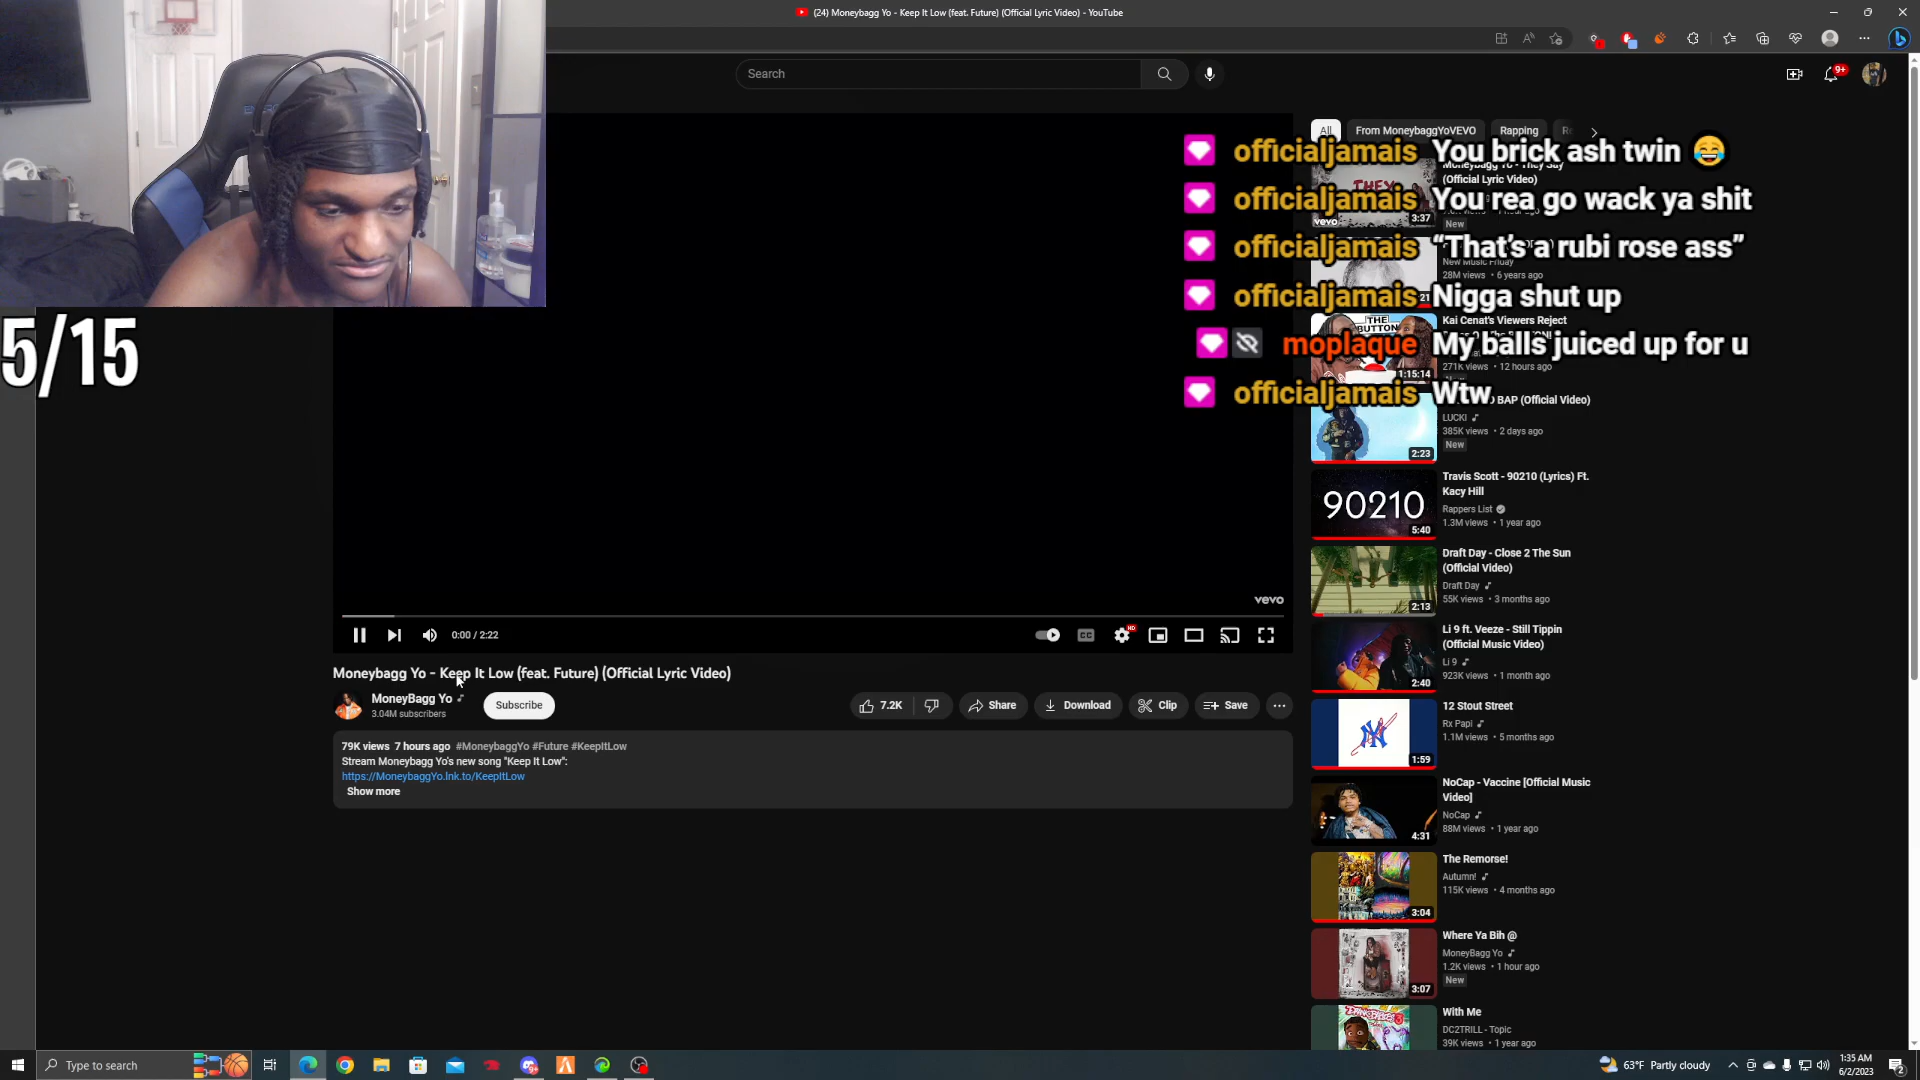 (24) Moneybagg Yo - Keep It Low (feat. Future) (Official Lyric Video) - YouTube
Search
9+
All
From MoneybaggYoVEVO
Rapping
officialjamais You brick ash twin 😂
(Official Lyric Video)
officialjamais You rea go wack ya shit
vevo
3:37
New
officialjamais “That's a rubi rose ass”
New Music Friday
28M views • 6 years ago
officialjamais Nigga shut up
THE BUTTON
Kai Cenat's Viewers Reject
moplaque My balls juiced up for u
271K views • 12 hours ago
1:15:14
officialjamais Wtw
BAP (Official Video)
LUCKI
385K views • 2 days ago
New
2:23
5/15
90210
5:40
Travis Scott - 90210 (Lyrics) Ft.
Kacy Hill
Rappers List
1.3M views • 1 year ago
Draft Day - Close 2 The Sun
(Official Video)
Draft Day
55K views • 3 months ago
2:13
vevo
0:00 / 2:22
CC
HD
Li 9 ft. Veeze - Still Tippin
(Official Music Video)
Li 9
923K views • 1 month ago
2:40
Moneybagg Yo - Keep It Low (feat. Future) (Official Lyric Video)
MoneyBagg Yo
3.04M subscribers
Subscribe
7.2K
Share
Download
Clip
Save
79K views 7 hours ago #MoneybaggYo #Future #KeepItLow
Stream Moneybagg Yo's new song "Keep It Low":
https://MoneybaggYo.lnk.to/KeepItLow
Show more
12 Stout Street
Rx Papi
1.1M views • 5 months ago
1:59
NoCap - Vaccine [Official Music
Video]
NoCap
88M views • 1 year ago
4:31
The Remorse!
Autumn!
115K views • 4 months ago
3:04
Where Ya Bih @
MoneyBagg Yo
1.2K views • 1 hour ago
New
3:07
With Me
DC2TRILL - Topic
39K views • 1 year ago
Type to search
63°F Partly cloudy
1:35 AM
6/2/2023
2